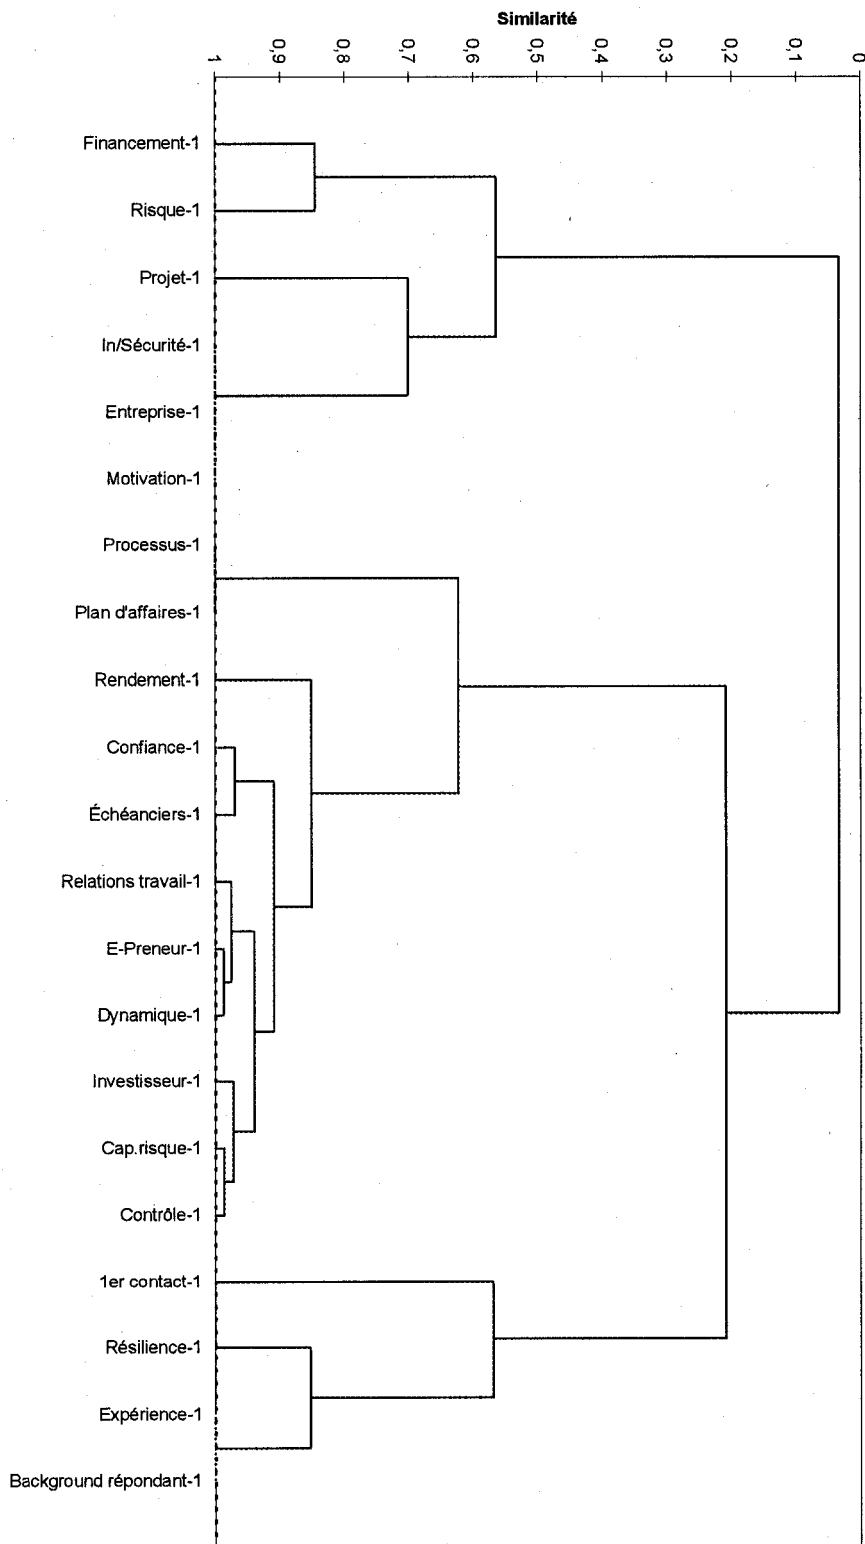 Similarité
1
0,9
0,8
0,7
0,6
0,5
0,4
0,3
0,2
0,1
0
Financement-1
Risque-1
Projet-1
In/Sécurité-1
Entreprise-1
Motivation-1
Processus-1
Plan d'affaires-1
Rendement-1
Confiance-1
Échéanciers-1
Relations travail-1
E-Preneur-1
Dynamique-1
Investisseur-1
Cap.risque-1
Contrôle-1
1er contact-1
Résilience-1
Expérience-1
Background répondant-1